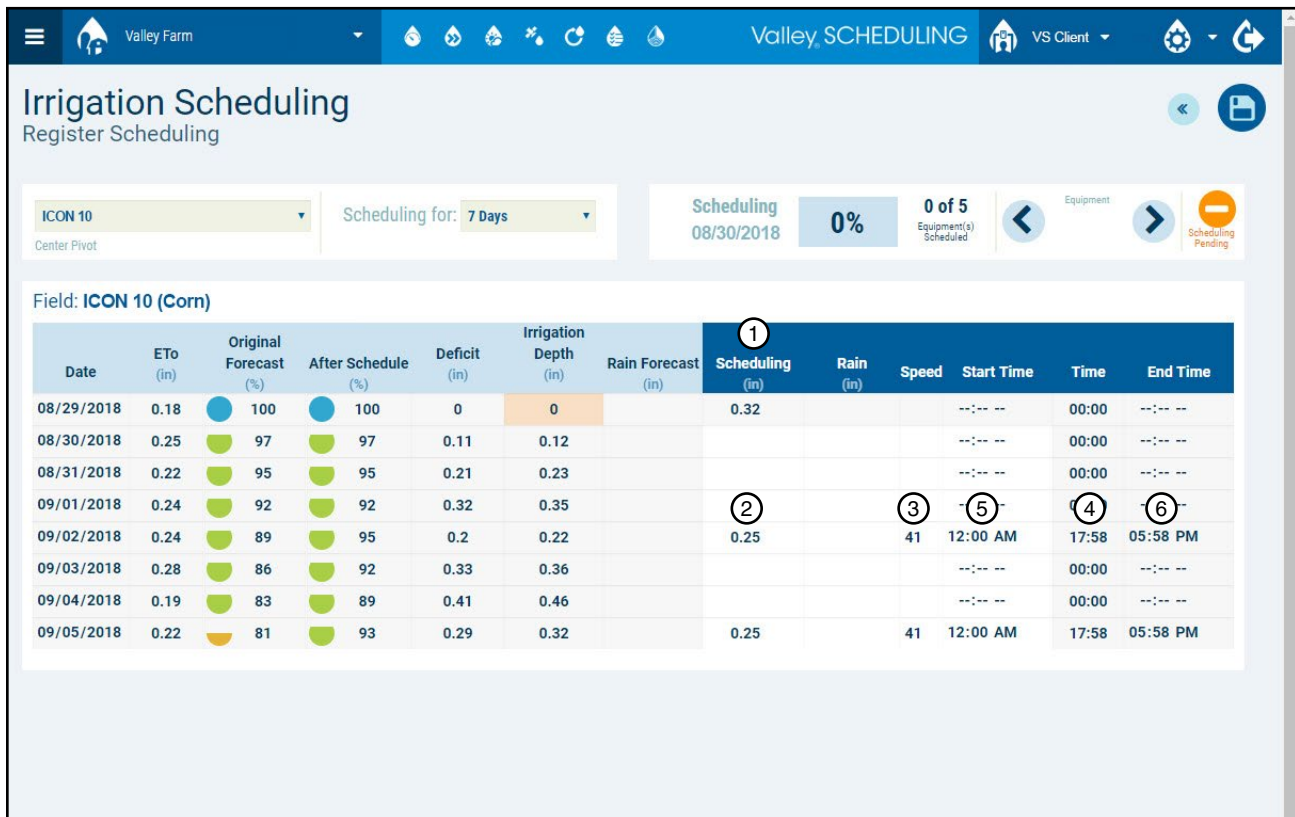 Valley Farm
Valley® SCHEDULING
VS Client
Irrigation Scheduling
Register Scheduling
ICON 10
Center Pivot
Scheduling for: 7 Days
Scheduling
08/30/2018
0%
0 of 5
Equipment(s)
Scheduled
Equipment
Scheduling
Pending
Field: ICON 10 (Corn)
Date ETo (in) Original Forecast (%) After Schedule (%) Deficit (in) Irrigation Depth (in) Rain Forecast (in) 1 Scheduling (in) Rain (in) Speed Start Time Time End Time
08/29/2018 0.18 100 100 0 0 0.32 --:-- -- 00:00 --:-- --
08/30/2018 0.25 97 97 0.11 0.12 --:-- -- 00:00 --:-- --
08/31/2018 0.22 95 95 0.21 0.23 --:-- -- 00:00 --:-- --
09/01/2018 0.24 92 92 0.32 0.35 2 3 5 4 6
09/02/2018 0.24 89 95 0.2 0.22 0.25 41 12:00 AM 17:58 05:58 PM
09/03/2018 0.28 86 92 0.33 0.36 --:-- -- 00:00 --:-- --
09/04/2018 0.19 83 89 0.41 0.46 --:-- -- 00:00 --:-- --
09/05/2018 0.22 81 93 0.29 0.32 0.25 41 12:00 AM 17:58 05:58 PM